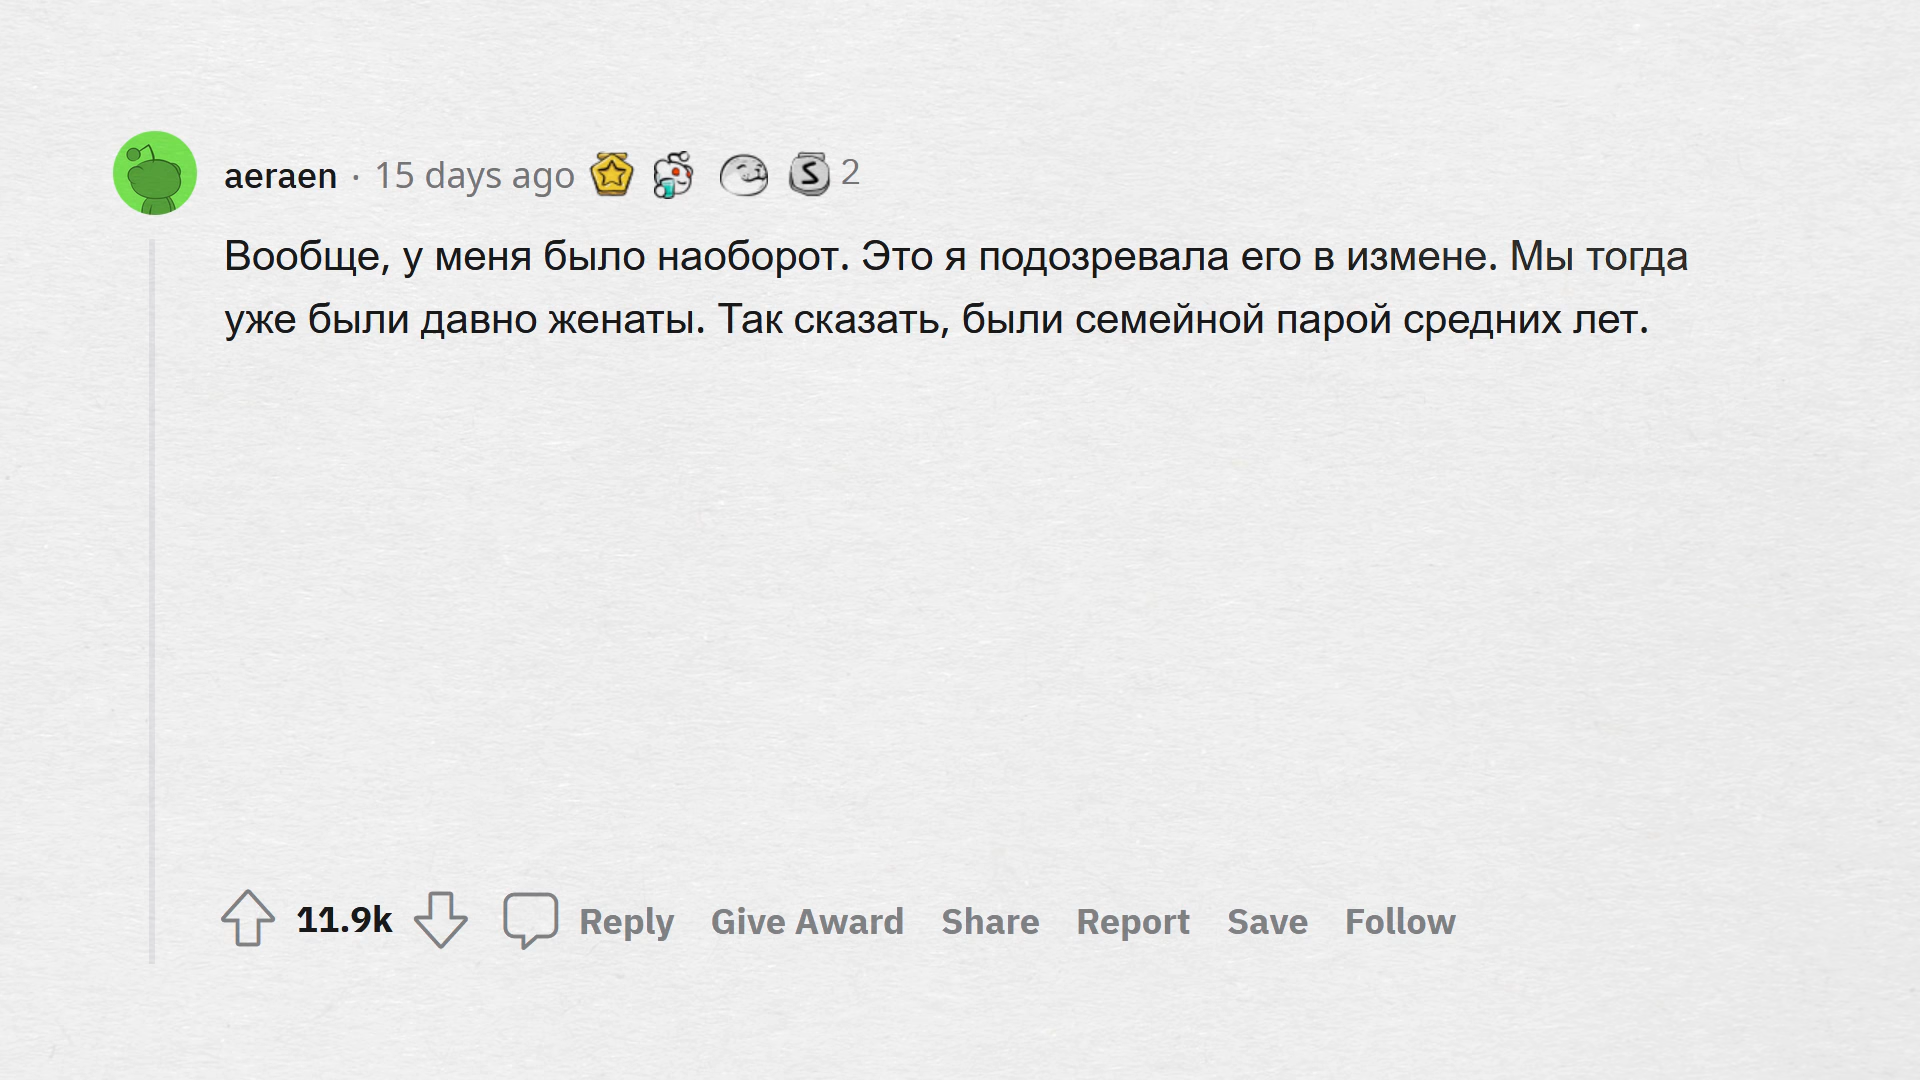 aeraen · 15 days ago 2
Вообще, у меня было наоборот. Это я подозревала его в измене. Мы тогда
уже были давно женаты. Так сказать, были семейной парой средних лет.
11.9k Reply Give Award Share Report Save Follow